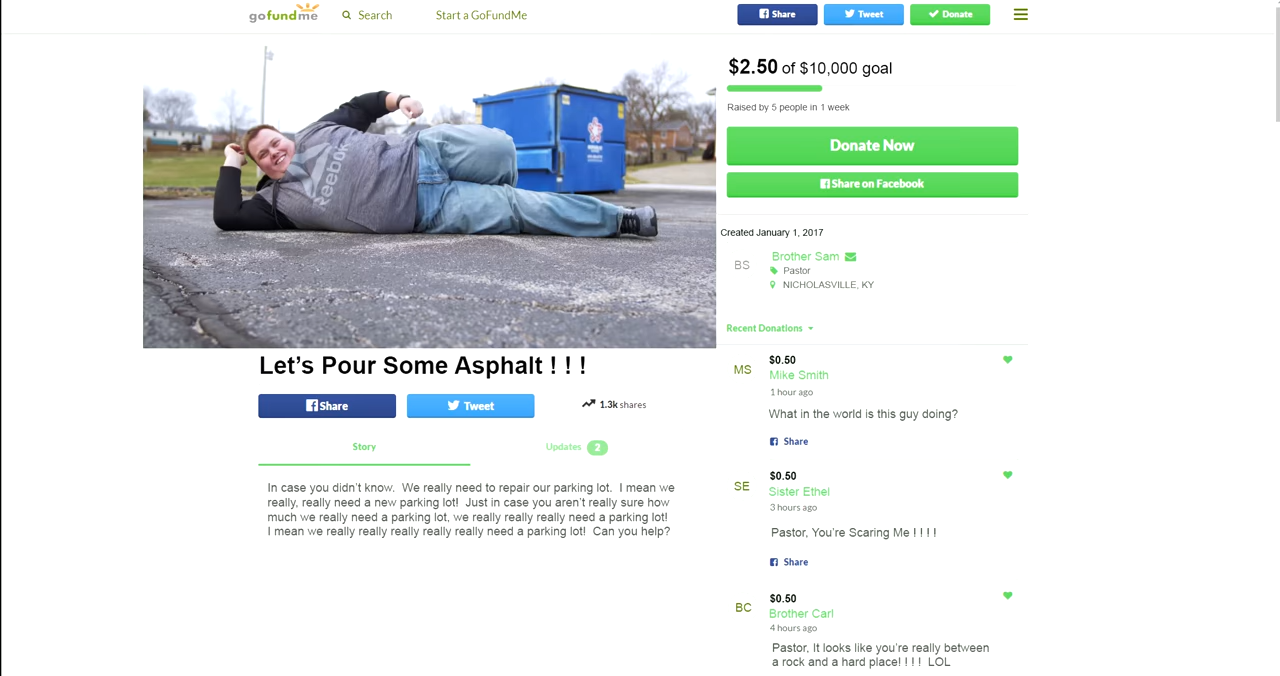 gofundme Search Start a GoFundMe Share Tweet Donate
$2.50 of $10,000 goal
Raised by 5 people in 1 week
Donate Now
Share on Facebook
Reebok
Created January 1, 2017
BS Brother Sam
Pastor
NICHOLASVILLE, KY
Recent Donations
Let's Pour Some Asphalt ! ! !
Share Tweet 1.3k shares
Story Updates 2
In case you didn't know. We really need to repair our parking lot. I mean we
really, really need a new parking lot! Just in case you aren't really sure how
much we really need a parking lot, we really really really need a parking lot!
I mean we really really really really really need a parking lot! Can you help?
$0.50
MS Mike Smith
1 hour ago
What in the world is this guy doing?
Share
$0.50
SE Sister Ethel
3 hours ago
Pastor, You're Scaring Me ! ! ! !
Share
$0.50
BC Brother Carl
4 hours ago
Pastor, It looks like you're really between
a rock and a hard place! ! ! ! LOL